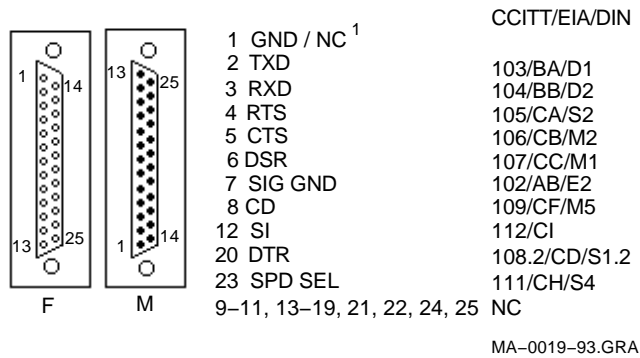 CCITT/EIA/DIN
1 GND / NC 1
2 TXD 103/BA/D1
3 RXD 104/BB/D2
4 RTS 105/CA/S2
5 CTS 106/CB/M2
6 DSR 107/CC/M1
7 SIG GND 102/AB/E2
8 CD 109/CF/M5
12 SI 112/CI
20 DTR 108.2/CD/S1.2
23 SPD SEL 111/CH/S4
9–11, 13–19, 21, 22, 24, 25 NC
1 14
13 25
F
13 25
1 14
M
MA–0019–93.GRA